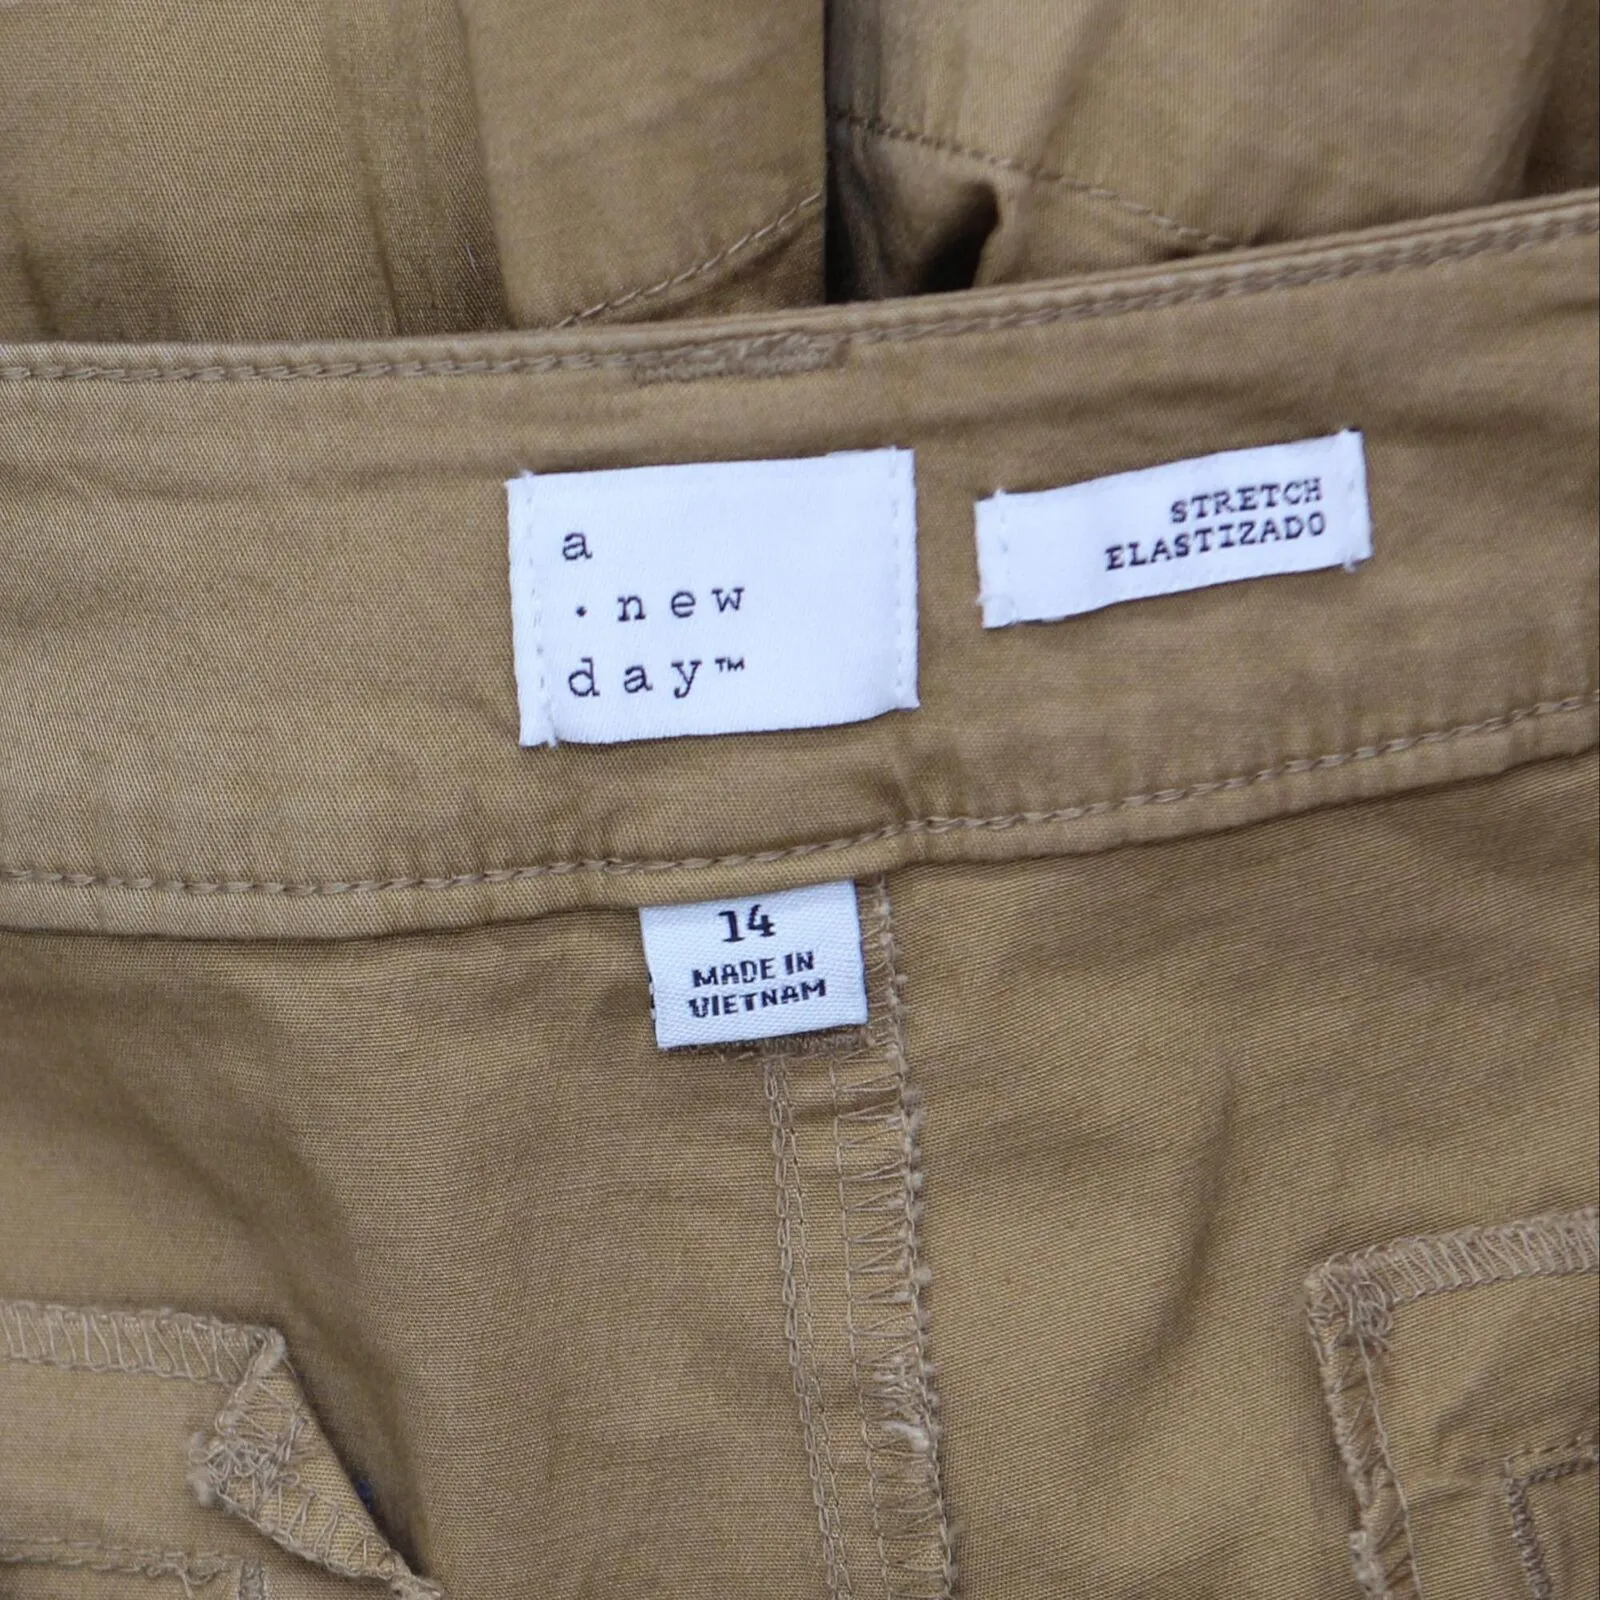 a
· new
day™
STRETCH
ELASTIZADO
14
MADE IN
VIETNAM